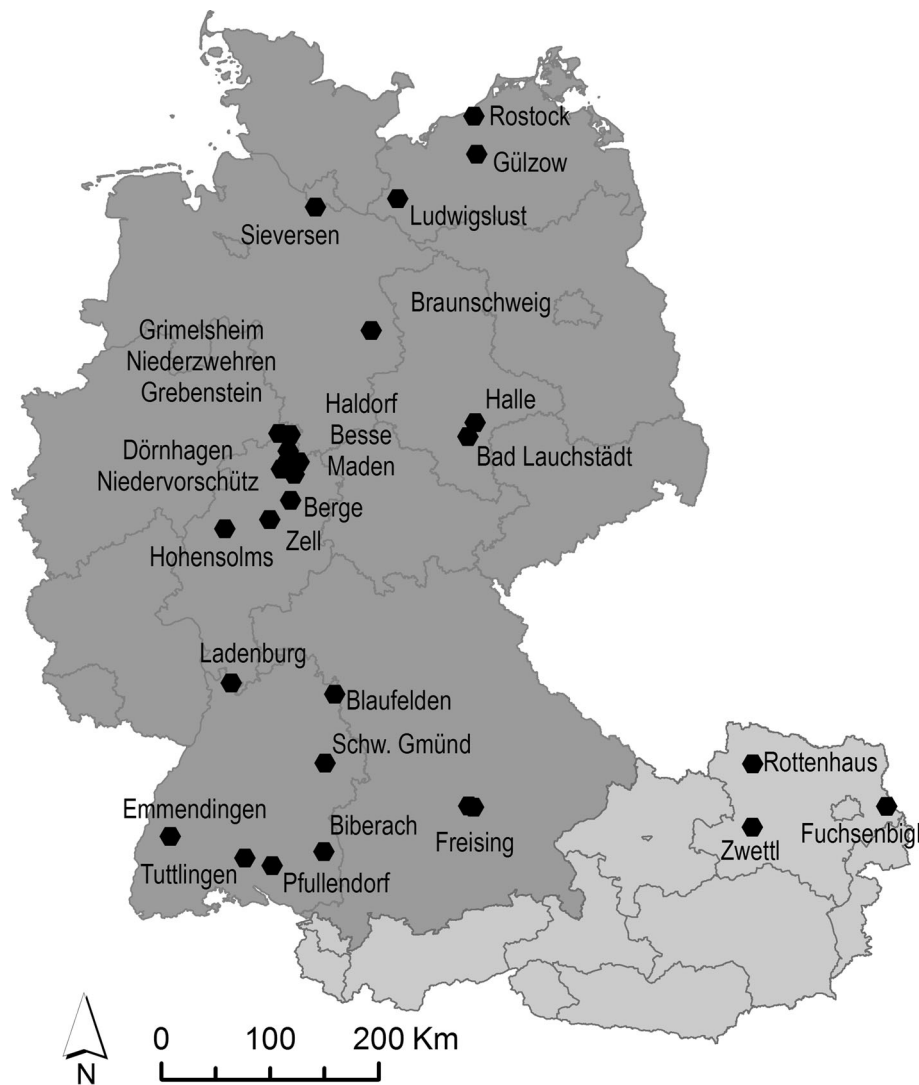 Rostock
Gülzow
Ludwigslust
Sieversen
Braunschweig
Grimelsheim
Niederzwehren
Grebenstein
Haldorf
Besse
Maden
Halle
Bad Lauchstädt
Dörnhagen
Niedervorschütz
Berge
Zell
Hohensolms
Ladenburg
Blaufelden
Schw. Gmünd
Rottenhaus
Emmendingen
Biberach
Freising
Zwettl
Fuchsenbigl
Tuttlingen
Pfullendorf
N
0 100 200 Km